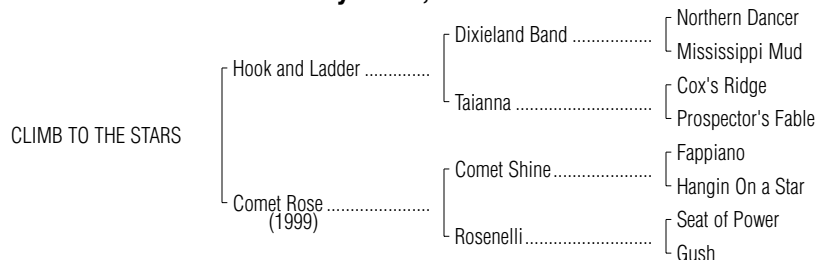 Northern Dancer
Dixieland Band ................
Mississippi Mud
Hook and Ladder ..............
Cox's Ridge
Taianna ............................
Prospector's Fable
CLIMB TO THE STARS
Fappiano
Comet Shine....................
Hangin On a Star
Comet Rose .....................
(1999)
Seat of Power
Rosenelli..........................
Gush